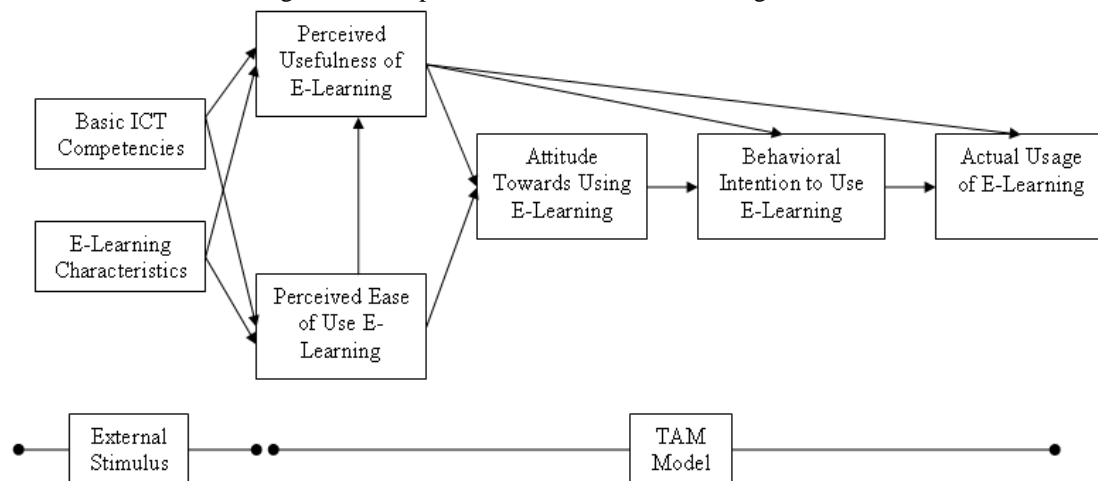 Perceived
Usefulness of
E-Learning
Basic ICT
Competencies
E-Learning
Characteristics
Perceived Ease
of Use E-
Learning
Attitude
Towards Using
E-Learning
Behavioral
Intention to Use
E-Learning
Actual Usage
of E-Learning
External
Stimulus
TAM
Model